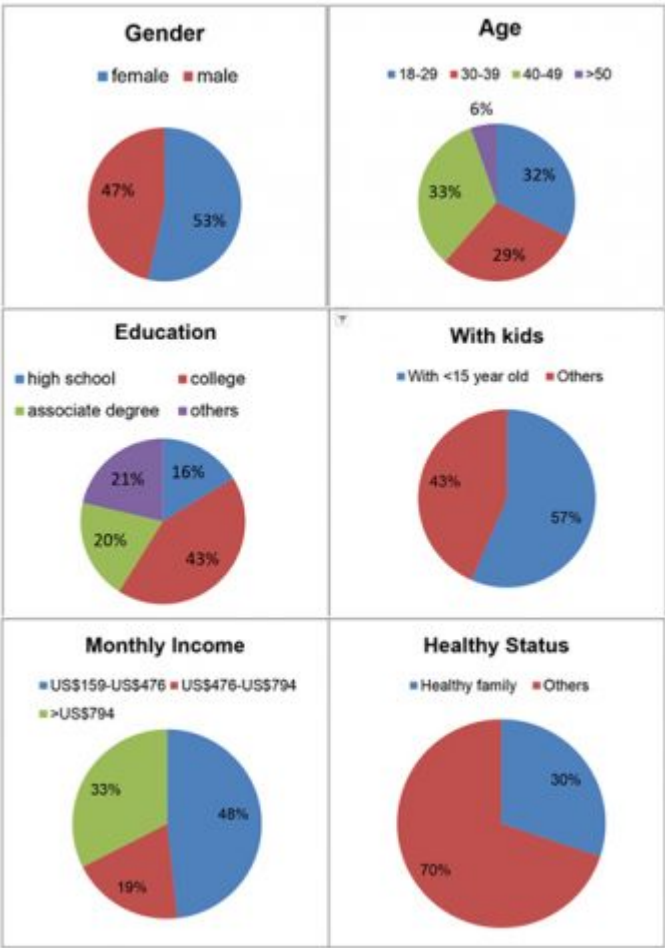 Gender
female male
47%
53%
Age
18-29 30-39 40-49 >50
6%
32%
33%
29%
Education
high school college
associate degree others
21% 16%
20%
43%
With kids
With <15 year old Others
43%
57%
Monthly Income
US$159-US$476 US$476-US$794
>US$794
33%
48%
19%
Healthy Status
Healthy family Others
30%
70%